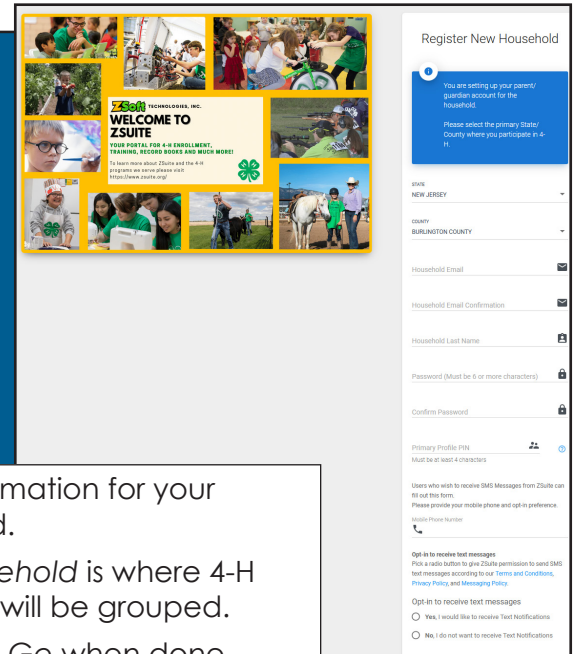 ZSoft TECHNOLOGIES, INC.
WELCOME TO
ZSUITE
YOUR PORTAL FOR 4-H ENROLLMENT,
TRAINING, RECORD BOOKS AND MUCH MORE!
To learn more about ZSuite and the 4-H
programs we serve please visit
https://www.zsuite.org/
Register New Household
You are setting up your parent/
guardian account for the
household.
Please select the primary State/
County where you participate in 4-
H.
STATE
NEW JERSEY
COUNTY
BURLINGTON COUNTY
Household Email
Household Email Confirmation
Household Last Name
Password (Must be 6 or more characters)
Confirm Password
Primary Profile PIN
Must be at least 4 characters
Users who wish to receive SMS Messages from ZSuite can
fill out this form.
Please provide your mobile phone and opt-in preference.
Mobile Phone Number
Opt-in to receive text messages
Pick a radio button to give ZSuite permission to send SMS
text messages according to our Terms and Conditions,
Privacy Policy, and Messaging Policy.
Opt-in to receive text messages
Yes, I would like to receive Text Notifications
No, I do not want to receive Text Notifications
mation for your
d.
ehold is where 4-H
will be grouped.
Go when done